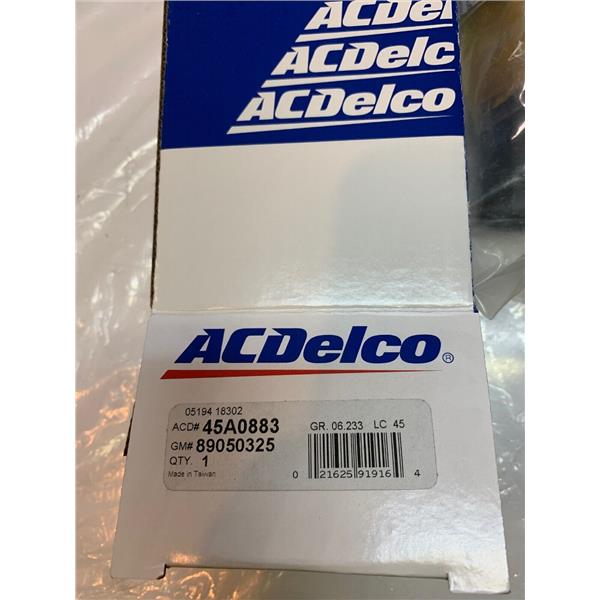 ACDel
ACDelc
ACDelco
ACDelco®
05194 18302
ACD# 45A0883 GR. 06.233 LC 45
GM# 89050325
QTY. 1
Made in Taiwan
0 21625 91916 4